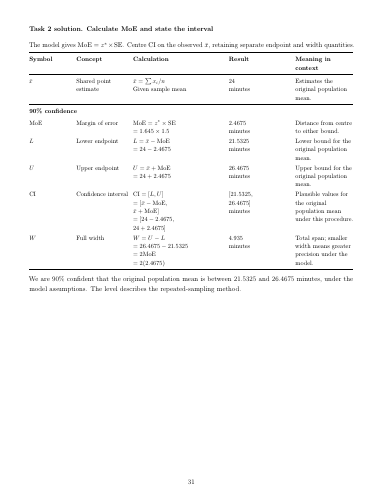 Task 2 solution. Calculate MoE and state the interval
The model gives MoE = z* × SE. Centre CI on the observed x̄, retaining separate endpoint and width quantities.
Symbol Concept Calculation Result Meaning in
context
x̄ Shared point x̄ = ∑ xᵢ/n 24 Estimates the
estimate Given sample mean minutes original population
mean.
90% confidence
MoE Margin of error MoE = z* × SE 2.4675 Distance from centre
= 1.645 × 1.5 minutes to either bound.
L Lower endpoint L = x̄ − MoE 21.5325 Lower bound for the
= 24 − 2.4675 minutes original population
mean.
U Upper endpoint U = x̄ + MoE 26.4675 Upper bound for the
= 24 + 2.4675 minutes original population
mean.
CI Confidence interval CI = [L, U] [21.5325, Plausible values for
= [x̄ − MoE, 26.4675] the original
x̄ + MoE] minutes population mean
= [24 − 2.4675, under this procedure.
24 + 2.4675]
W Full width W = U − L 4.935 Total span; smaller
= 26.4675 − 21.5325 minutes width means greater
= 2MoE precision under the
= 2(2.4675) model.
We are 90% confident that the original population mean is between 21.5325 and 26.4675 minutes, under the
model assumptions. The level describes the repeated-sampling method.
31